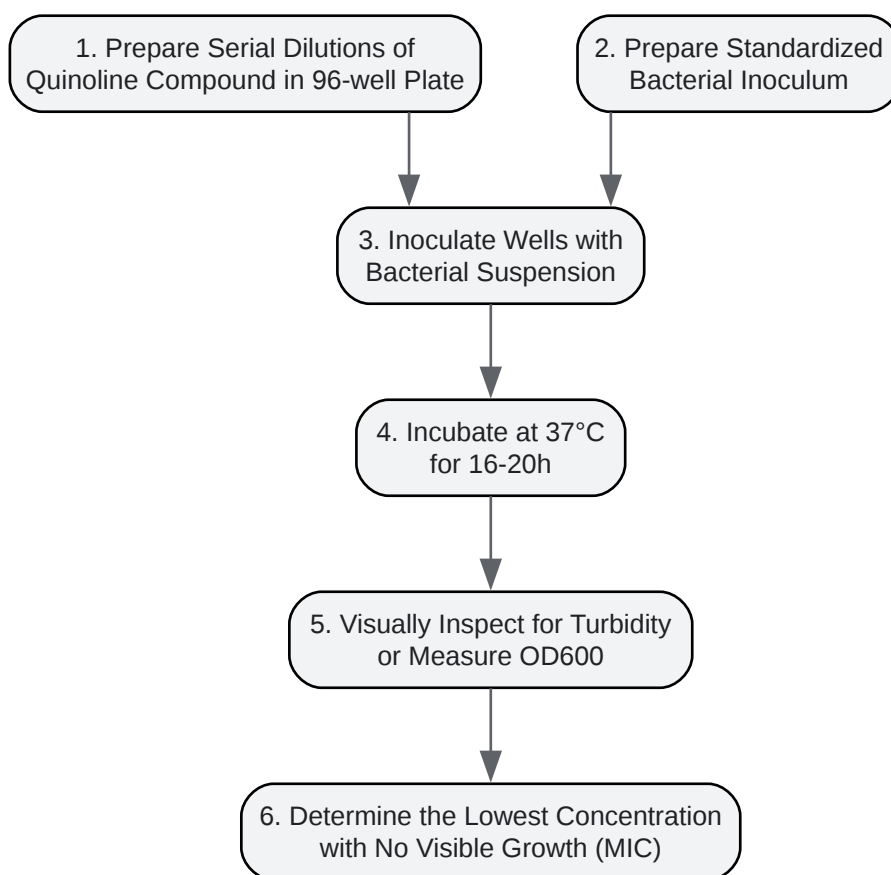 1. Prepare Serial Dilutions of
Quinoline Compound in 96-well Plate
2. Prepare Standardized
Bacterial Inoculum
3. Inoculate Wells with
Bacterial Suspension
4. Incubate at 37°C
for 16-20h
5. Visually Inspect for Turbidity
or Measure OD600
6. Determine the Lowest Concentration
with No Visible Growth (MIC)